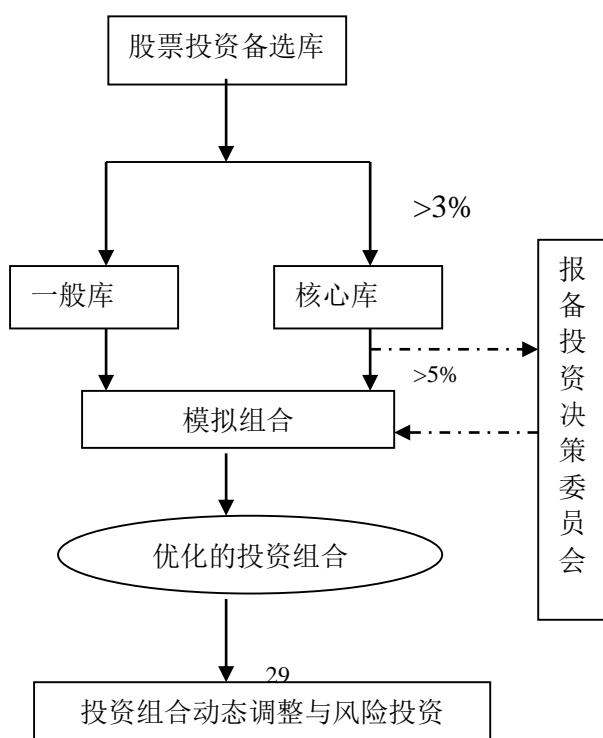 股票投资备选库
>3%
一般库
核心库
报备投资决策委员会
>5%
模拟组合
优化的投资组合
29
投资组合动态调整与风险投资